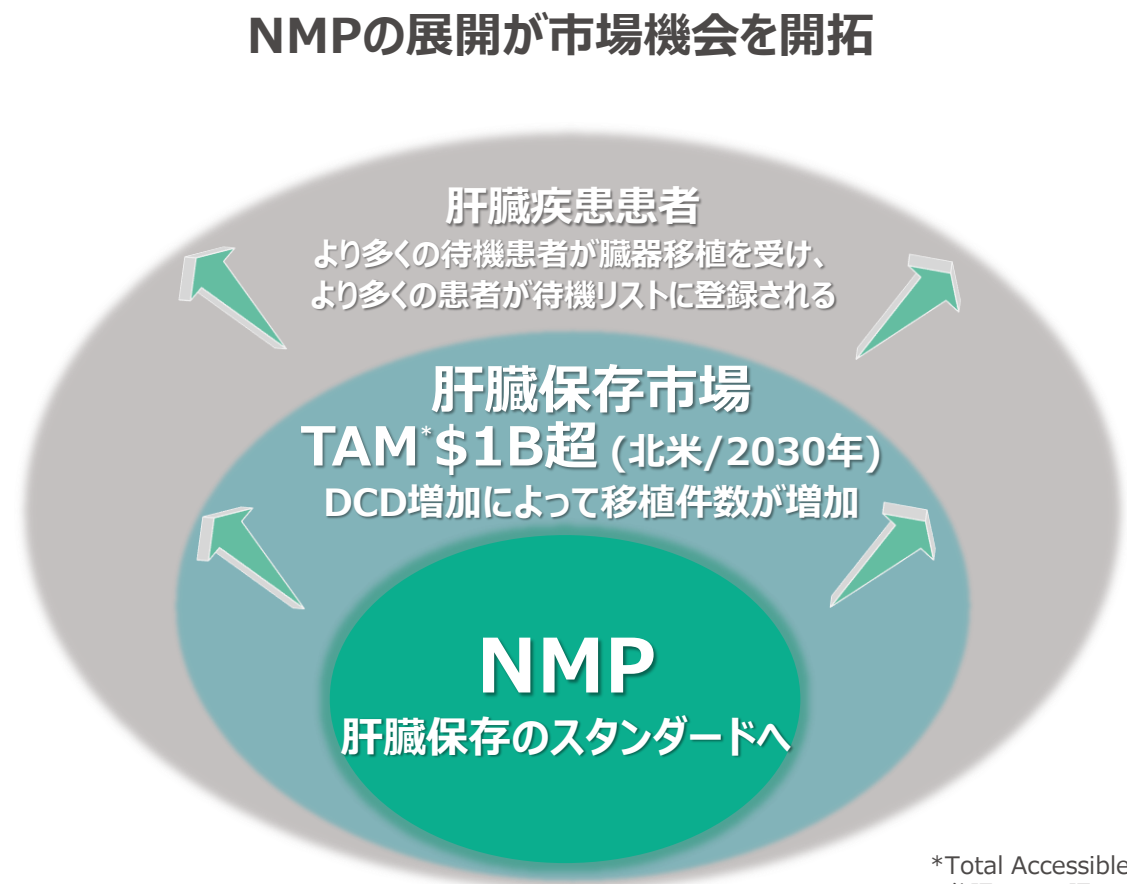 NMPの展開が市場機会を開拓
肝臓疾患患者
より多くの待機患者が臓器移植を受け、
より多くの患者が待機リストに登録される
肝臓保存市場
TAM*$1B超 (北米/2030年)
DCD増加によって移植件数が増加
NMP
肝臓保存のスタンダードへ
*Total Accessible